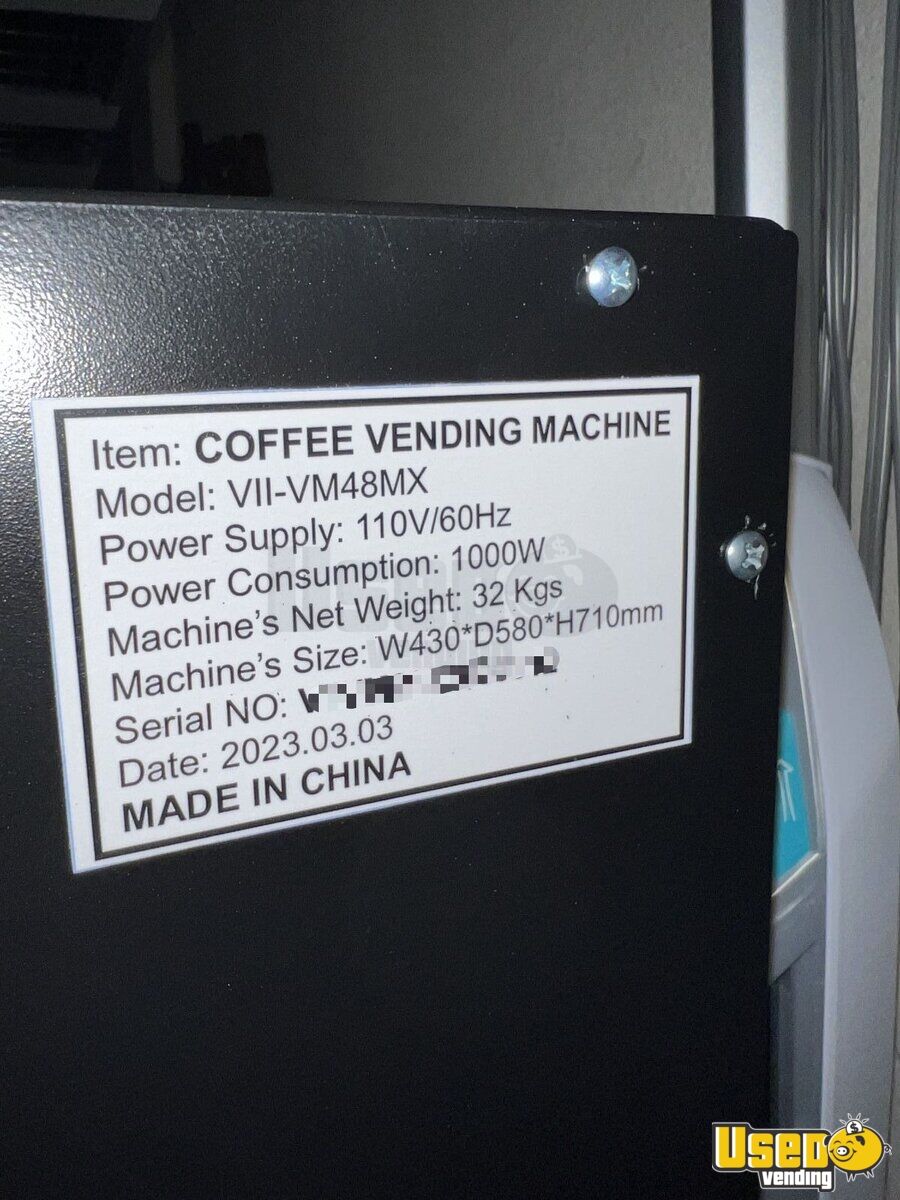 Item: COFFEE VENDING MACHINE
Model: VII-VM48MX
Power Supply: 110V/60Hz
Power Consumption: 1000W
Machine's Net Weight: 32 Kgs
Machine's Size: W430*D580*H710mm
Serial NO:
Date: 2023.03.03
MADE IN CHINA
USED
vending